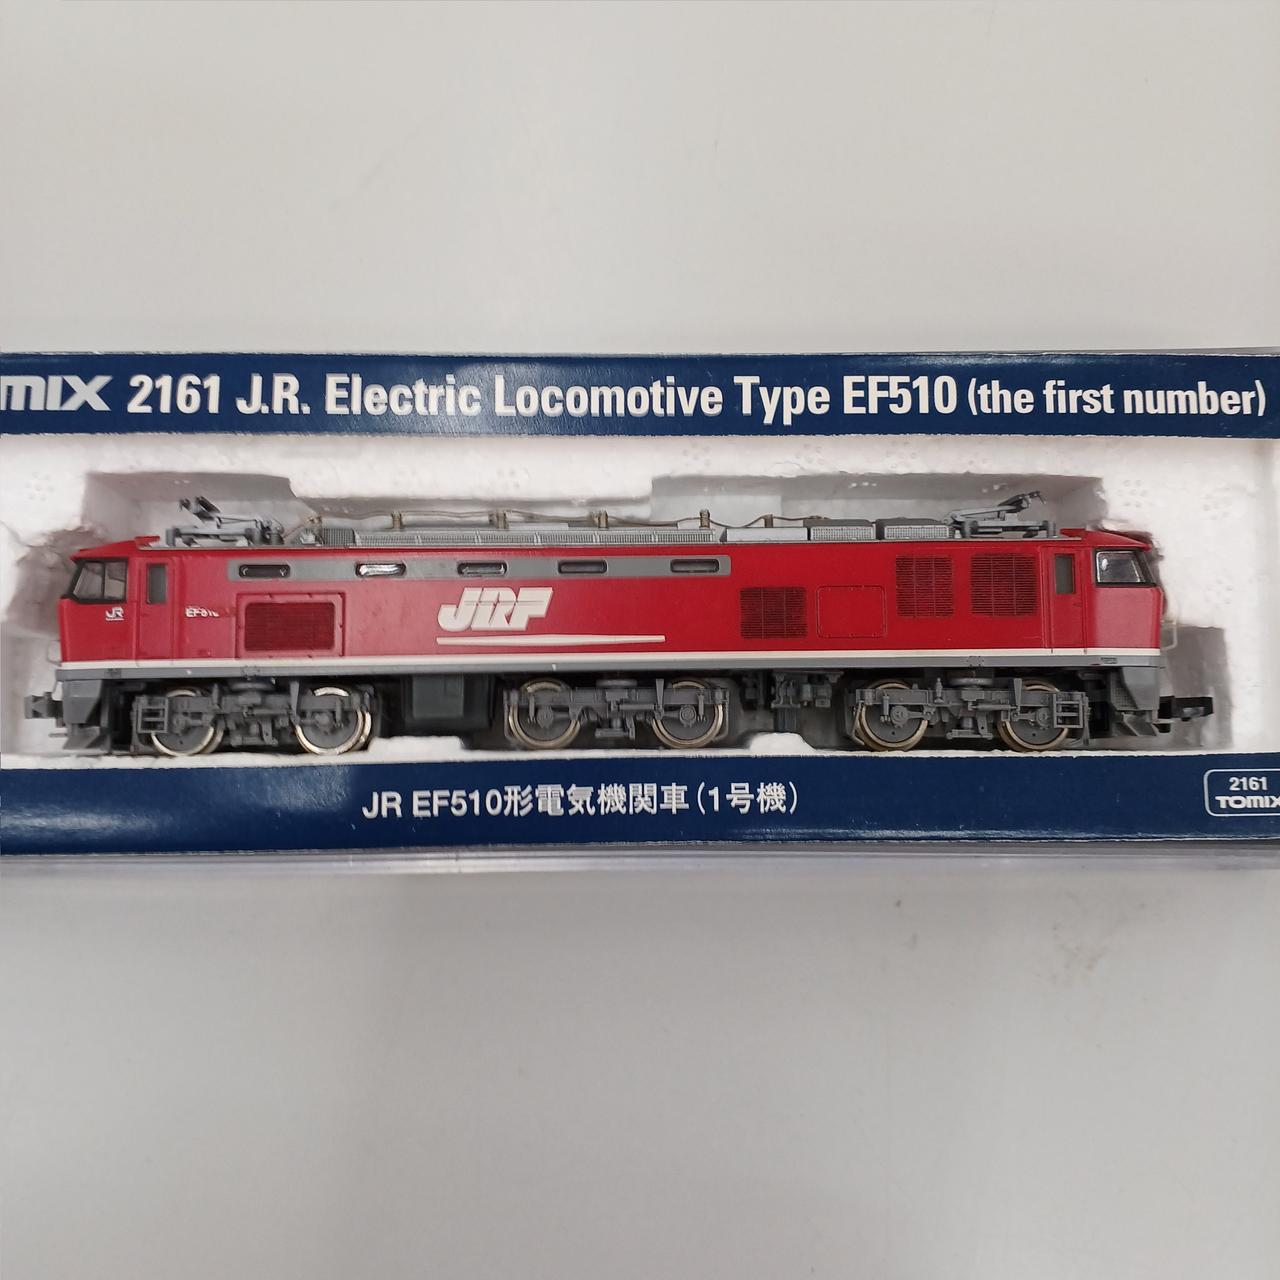 MIX 2161 J.R. Electric Locomotive Type EF510 (the first number)
JRF
JR
JR EF510形電気機関車(1号機)
2161
TOMIX